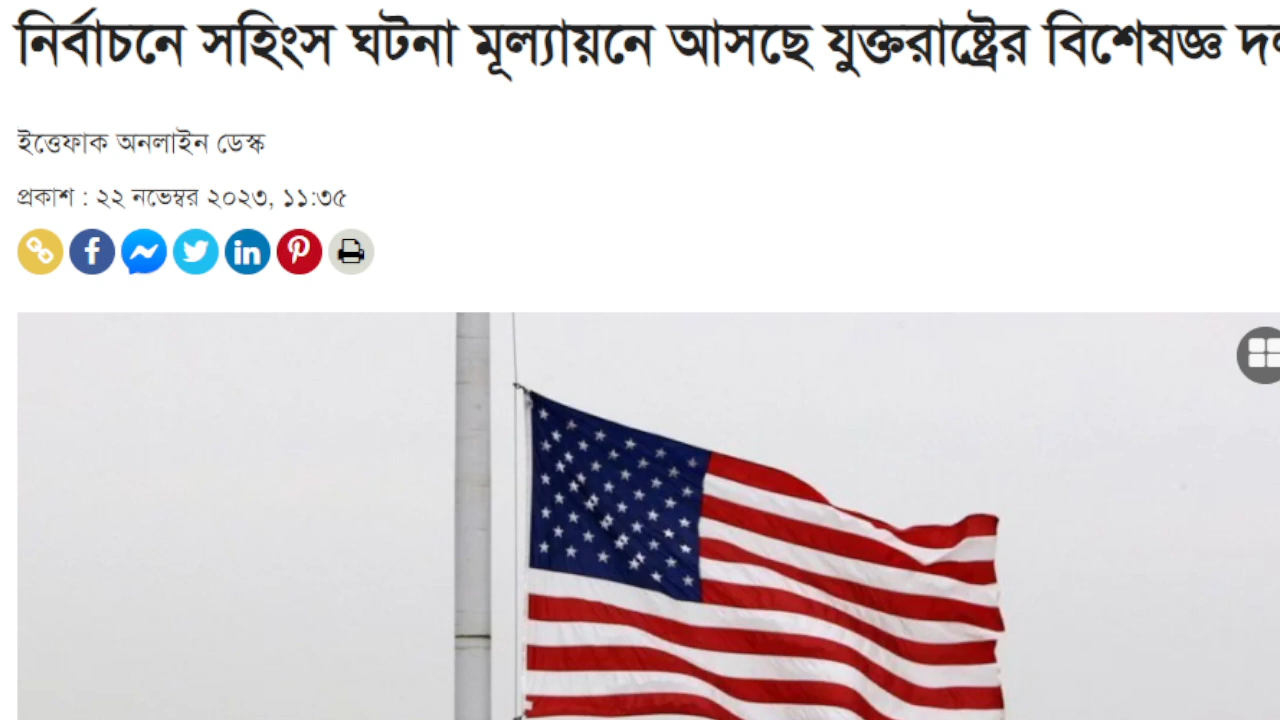 নির্বাচনে সহিংস ঘটনা মূল্যায়নে আসছে যুক্তরাষ্ট্রের বিশেষজ্ঞ
ইত্তেফাক অনলাইন ডেস্ক
প্রকাশ : ২২ নভেম্বর ২০২৩, ১১:৩৫